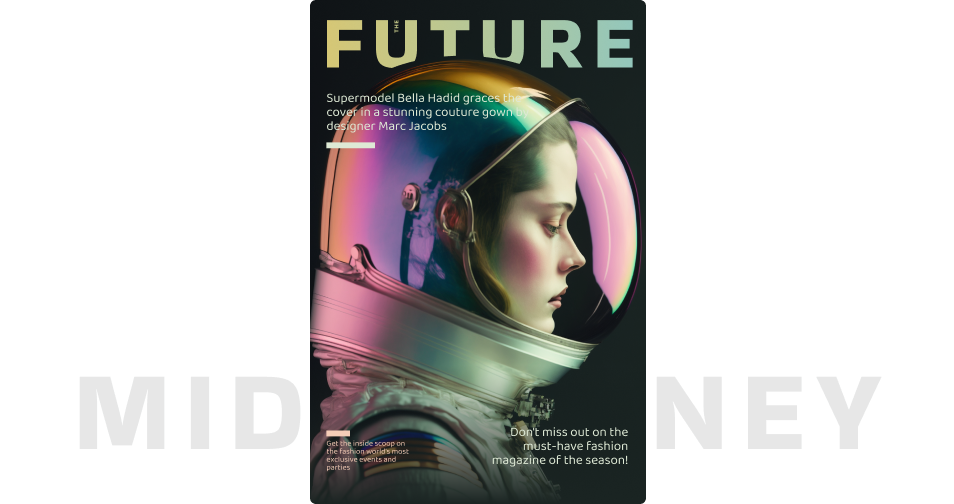 THE
FUTURE
Supermodel Bella Hadid graces the
cover in a stunning couture gown by
designer Marc Jacobs
MID NEY
Don't miss out on the
must-have fashion
magazine of the season!
Get the inside scoop on
the fashion world's most
exclusive events and
parties